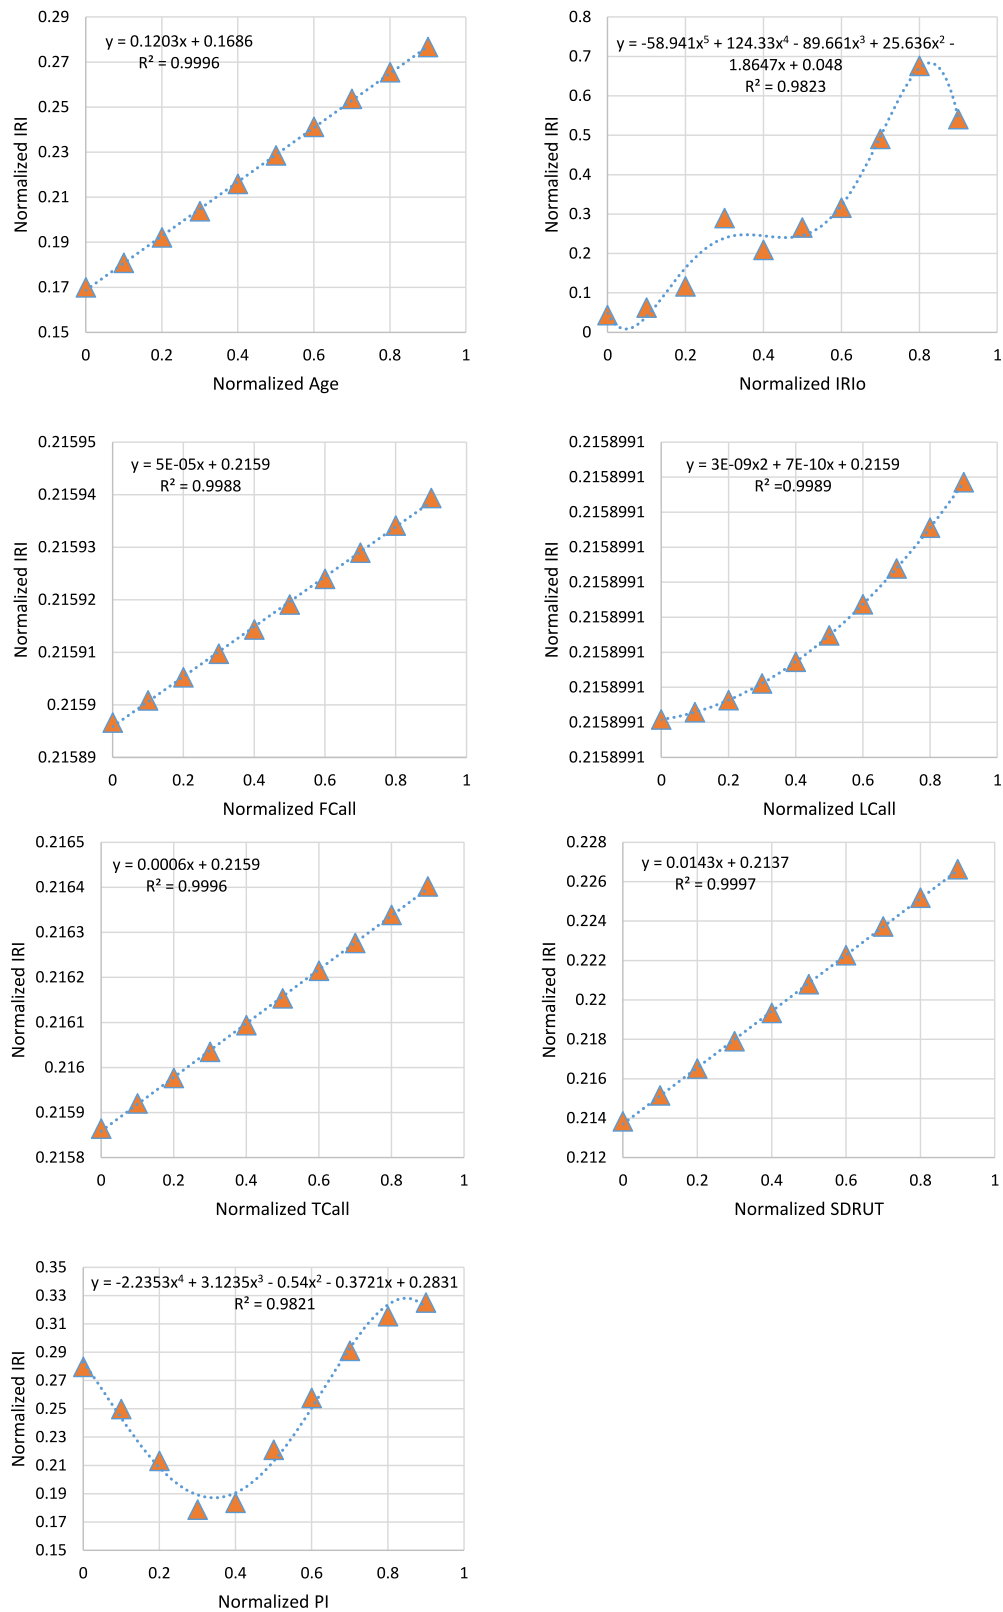 y = 0.1203x + 0.1686
R² = 0.9996
Normalized IRI
0.29
0.27
0.25
0.23
0.21
0.19
0.17
0.15
0 0.2 0.4 0.6 0.8 1
Normalized Age
y = -58.941x⁵ + 124.33x⁴ - 89.661x³ + 25.636x² -
1.8647x + 0.048
R² = 0.9823
Normalized IRI
0.8
0.7
0.6
0.5
0.4
0.3
0.2
0.1
0
0 0.2 0.4 0.6 0.8 1
Normalized IRIo
y = 5E-05x + 0.2159
R² = 0.9988
Normalized IRI
0.21595
0.21594
0.21593
0.21592
0.21591
0.2159
0.21589
0 0.2 0.4 0.6 0.8 1
Normalized FCall
y = 3E-09x2 + 7E-10x + 0.2159
R² =0.9989
Normalized IRI
0.2158991
0.2158991
0.2158991
0.2158991
0.2158991
0.2158991
0.2158991
0.2158991
0.2158991
0.2158991
0 0.2 0.4 0.6 0.8 1
Normalized LCall
y = 0.0006x + 0.2159
R² = 0.9996
Normalized IRI
0.2165
0.2164
0.2163
0.2162
0.2161
0.216
0.2159
0.2158
0 0.2 0.4 0.6 0.8 1
Normalized TCall
y = 0.0143x + 0.2137
R² = 0.9997
Normalized IRI
0.228
0.226
0.224
0.222
0.22
0.218
0.216
0.214
0.212
0 0.2 0.4 0.6 0.8 1
Normalized SDRUT
y = -2.2353x⁴ + 3.1235x³ - 0.54x² - 0.3721x + 0.2831
R² = 0.9821
Normalized IRI
0.35
0.33
0.31
0.29
0.27
0.25
0.23
0.21
0.19
0.17
0.15
0 0.2 0.4 0.6 0.8 1
Normalized PI